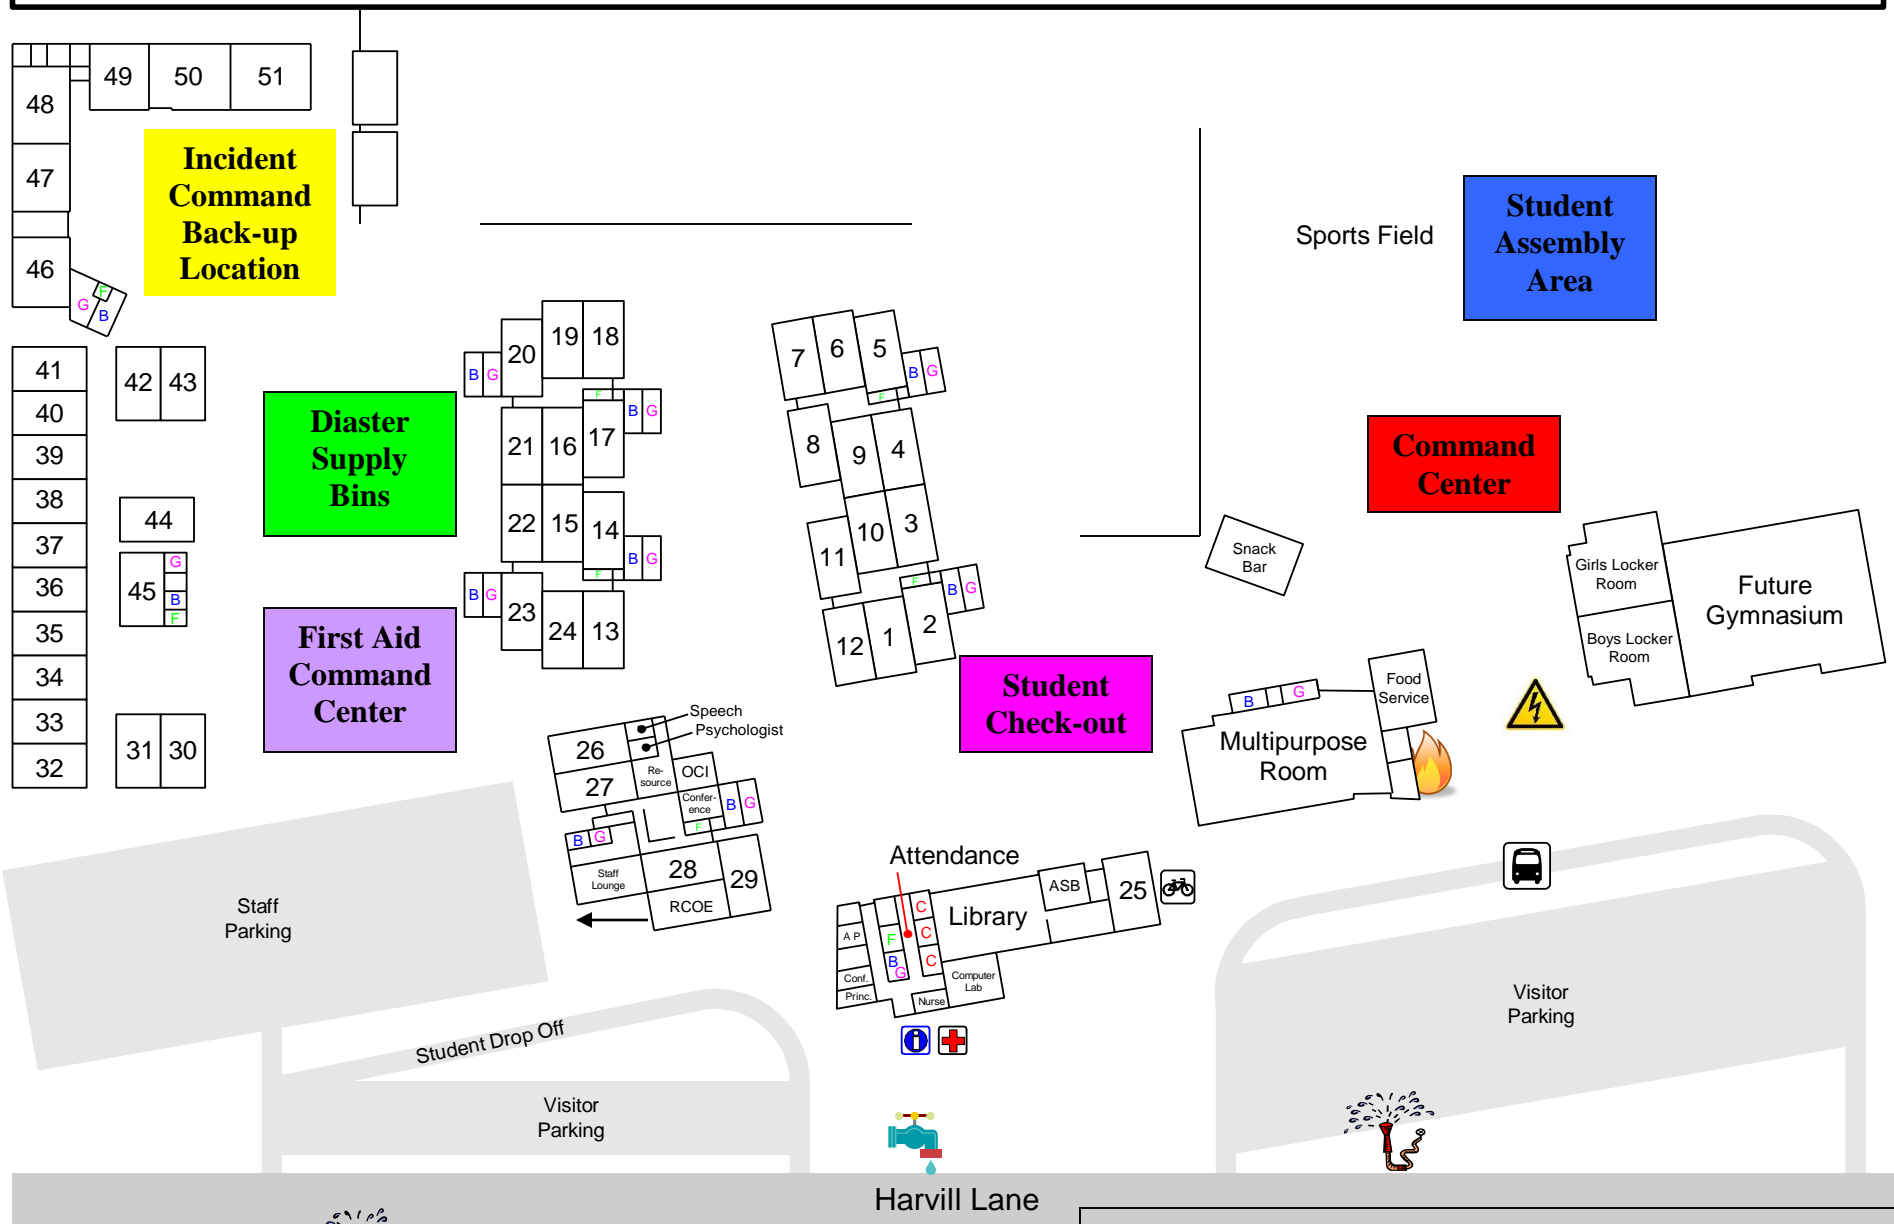 49
50
51
48
47
46
G
F
B
Incident
Command
Back-up
Location
Sports Field
Student
Assembly
Area
41
40
39
38
37
36
35
34
33
32
42
43
44
45
G
B
F
31
30
Diaster
Supply
Bins
First Aid
Command
Center
19
18
20
B
G
F
B
G
21
16
17
22
15
14
B
G
F
B
G
23
24
13
7
6
5
B
G
F
8
9
4
10
3
11
F
B
G
12
1
2
Command
Center
Snack
Bar
Girls Locker
Room
Boys Locker
Room
Future
Gymnasium
Student
Check-out
Food
Service
B
G
Multipurpose
Room
Speech
Psychologist
26
27
Re-
source
OCI
Confer-
ence
B
G
F
B
G
Staff
Lounge
28
29
RCOE
Staff
Parking
Attendance
ASB
25
Library
C
C
C
A P
F
B
G
Conf.
Princ.
Nurse
Computer
Lab
Student Drop Off
Visitor
Parking
Visitor
Parking
Harvill Lane